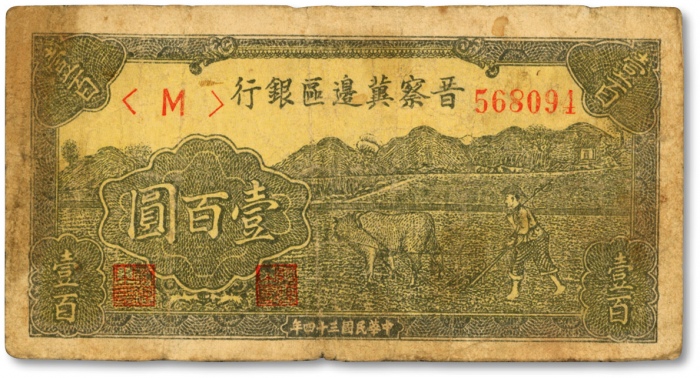 壹百
壹百
568094
晋察冀邊區銀行
< M >
壹百圓
壹百
壹百
中華民國三十四年